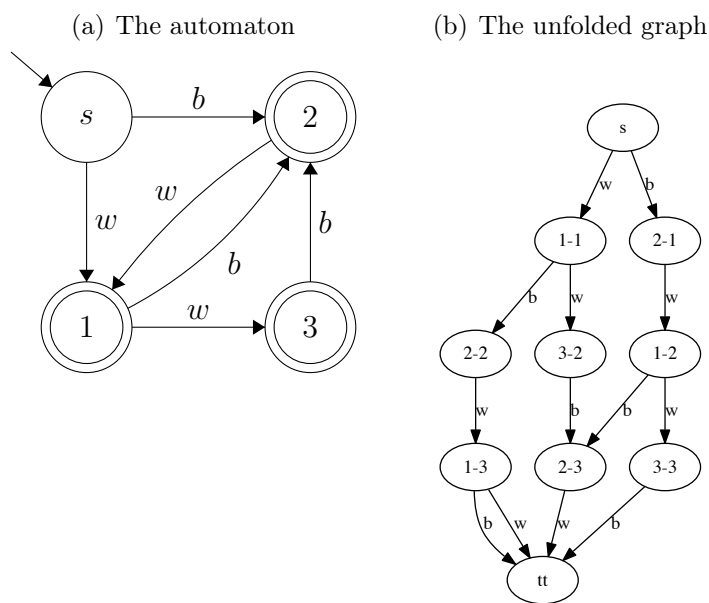 (a) The automaton
(b) The unfolded graph
s
b
2
w
w
b
b
1
w
3
s
w
b
1-1
2-1
b
w
w
2-2
3-2
1-2
w
b
b
w
1-3
2-3
3-3
b
w
w
b
tt